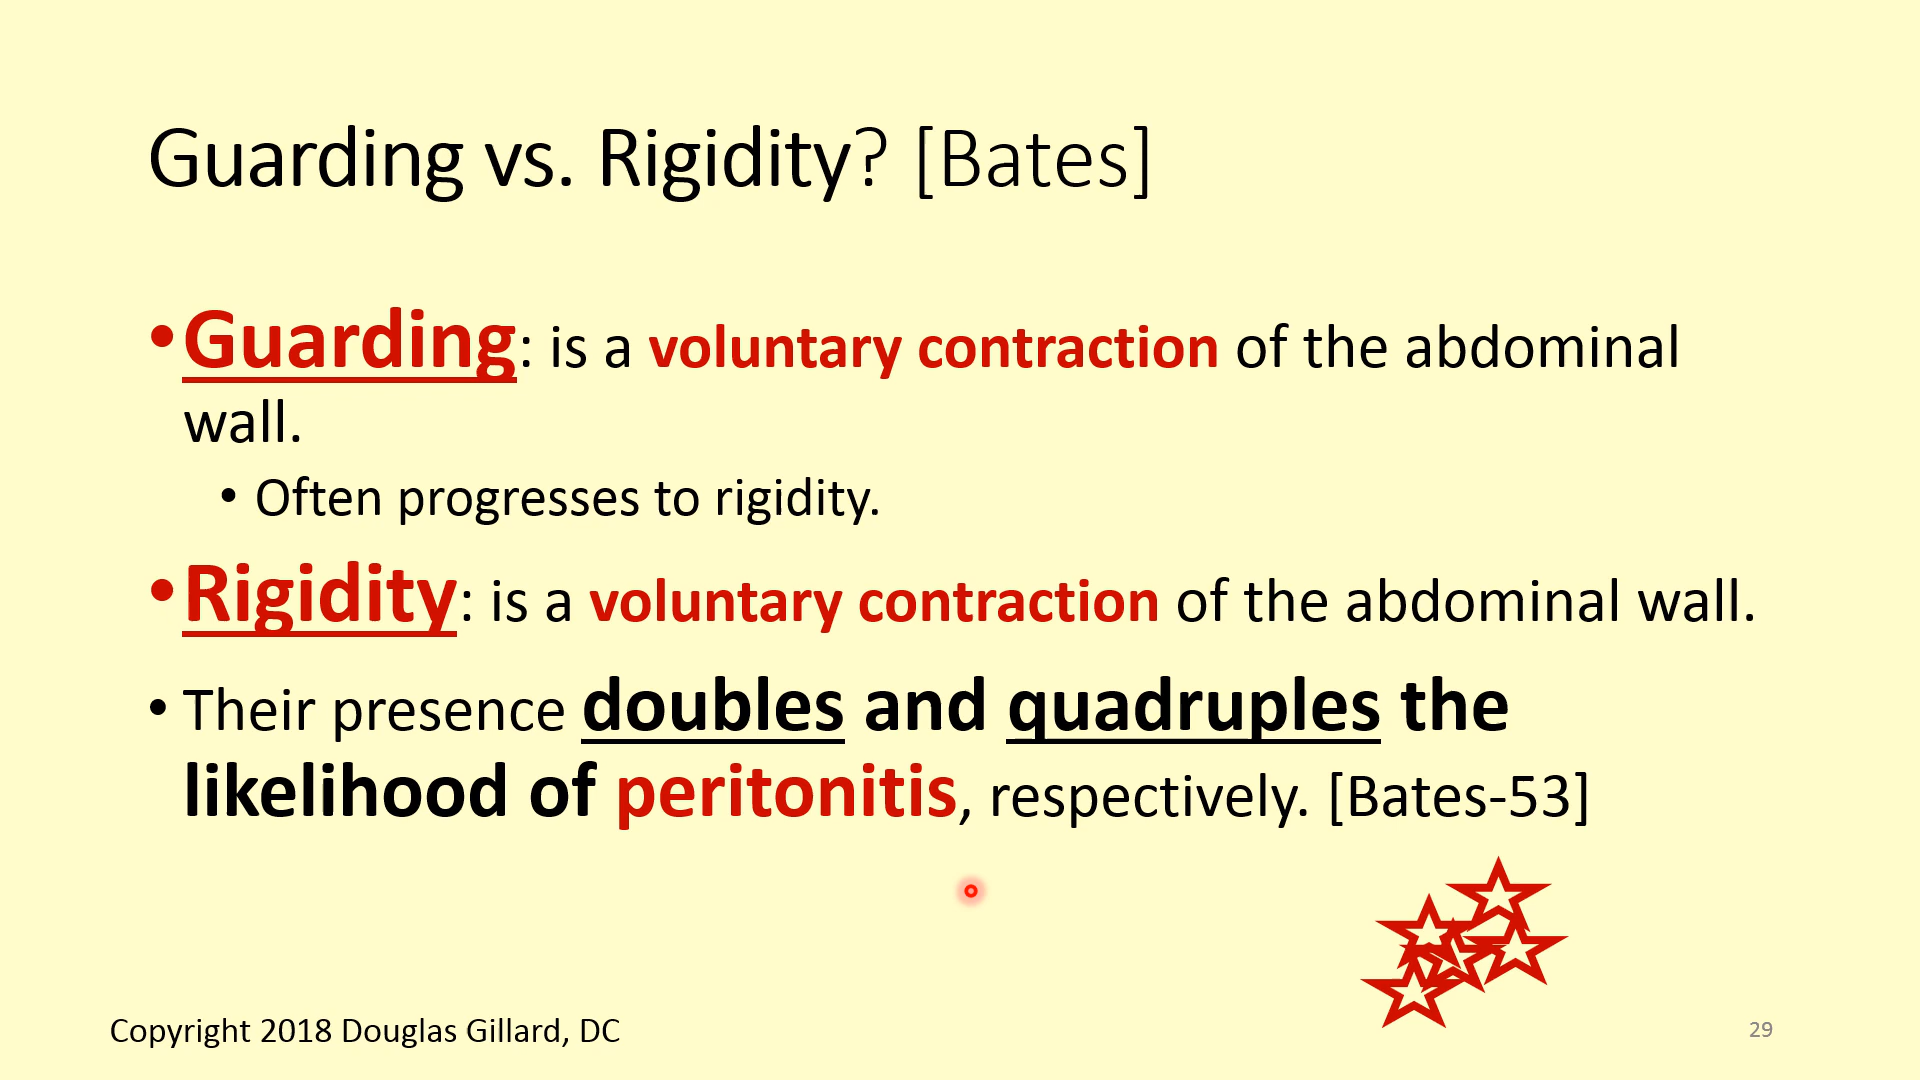 Guarding vs. Rigidity? [Bates]
•Guarding: is a voluntary contraction of the abdominal
wall.
• Often progresses to rigidity.
•Rigidity: is a voluntary contraction of the abdominal wall.
• Their presence doubles and quadruples the
likelihood of peritonitis, respectively. [Bates-53]
Copyright 2018 Douglas Gillard, DC
29